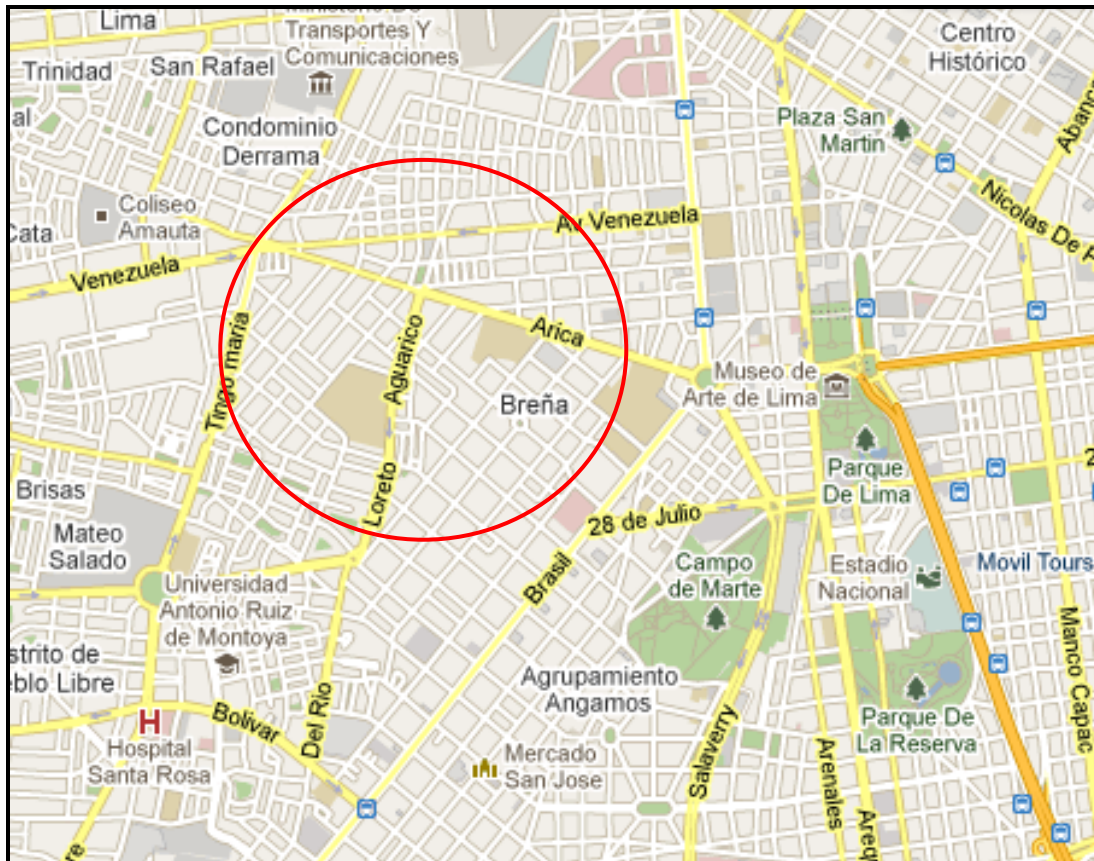 Lima
Ministerio De
Transportes Y
Comunicaciones
Centro
Histórico
Trinidad
San Rafael
al
Condominio
Derrama
Plaza San
Martin
Abanc
Nicolas De P
Coliseo
Amauta
Cata
Av Venezuela
Venezuela
Tingo maria
Aguarico
Arica
Museo de
Arte de Lima
Breña
Parque
De Lima
Brisas
Loreto
28 de Julio
2
Mateo
Salado
Brasil
Campo
de Marte
Estadio
Nacional
Movil Tours
Universidad
Antonio Ruiz
de Montoya
strito de
eblo Libre
Manco Capac
Agrupamiento
Angamos
Bolivar
Del Rio
H
Hospital
Santa Rosa
Mercado
San Jose
Salaverry
Parque De
La Reserva
Arenales
Areq
re